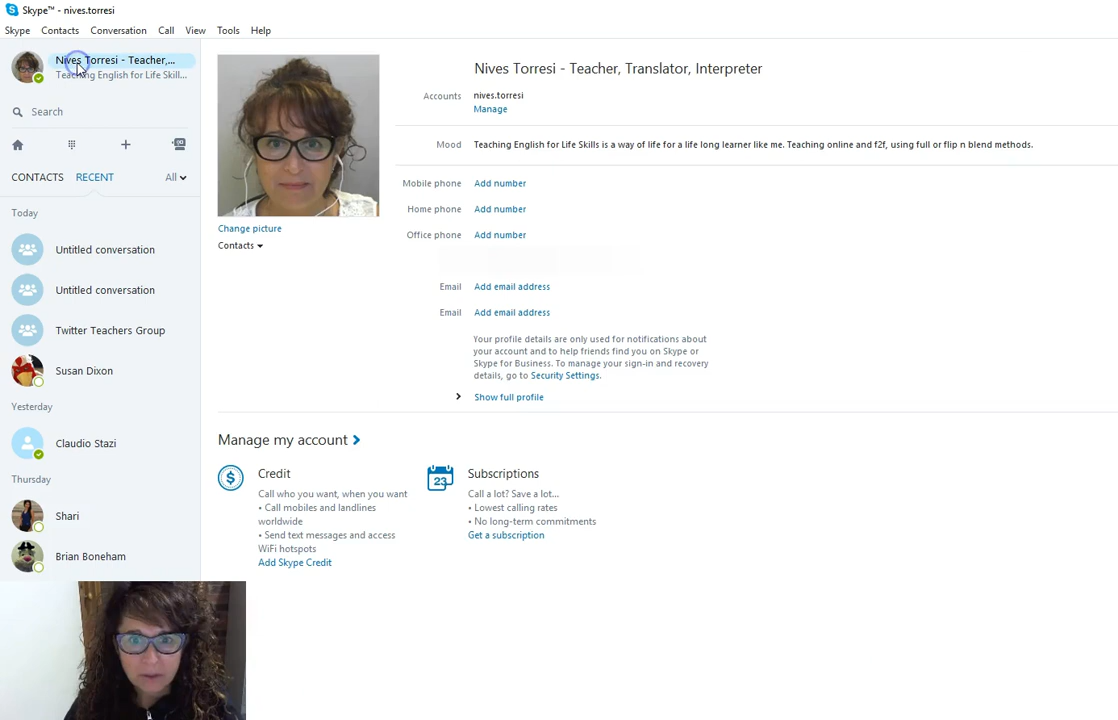 Skype™ - nives.torresi
Skype Contacts Conversation Call View Tools Help
Nives Torresi - Teacher,...
Teaching English for Life Skill...
Search
CONTACTS RECENT All
Today
Untitled conversation
Untitled conversation
Twitter Teachers Group
Susan Dixon
Yesterday
Claudio Stazi
Thursday
Shari
Brian Boneham
Change picture
Contacts
Nives Torresi - Teacher, Translator, Interpreter
Accounts nives.torresi
Manage
Mood Teaching English for Life Skills is a way of life for a life long learner like me. Teaching online and f2f, using full or flip n blend methods.
Mobile phone Add number
Home phone Add number
Office phone Add number
Email Add email address
Email Add email address
Your profile details are only used for notifications about
your account and to help friends find you on Skype or
Skype for Business. To manage your sign-in and recovery
details, go to Security Settings.
Show full profile
Manage my account
Credit
Call who you want, when you want
• Call mobiles and landlines
worldwide
• Send text messages and access
WiFi hotspots
Add Skype Credit
23
Subscriptions
Call a lot? Save a lot...
• Lowest calling rates
• No long-term commitments
Get a subscription